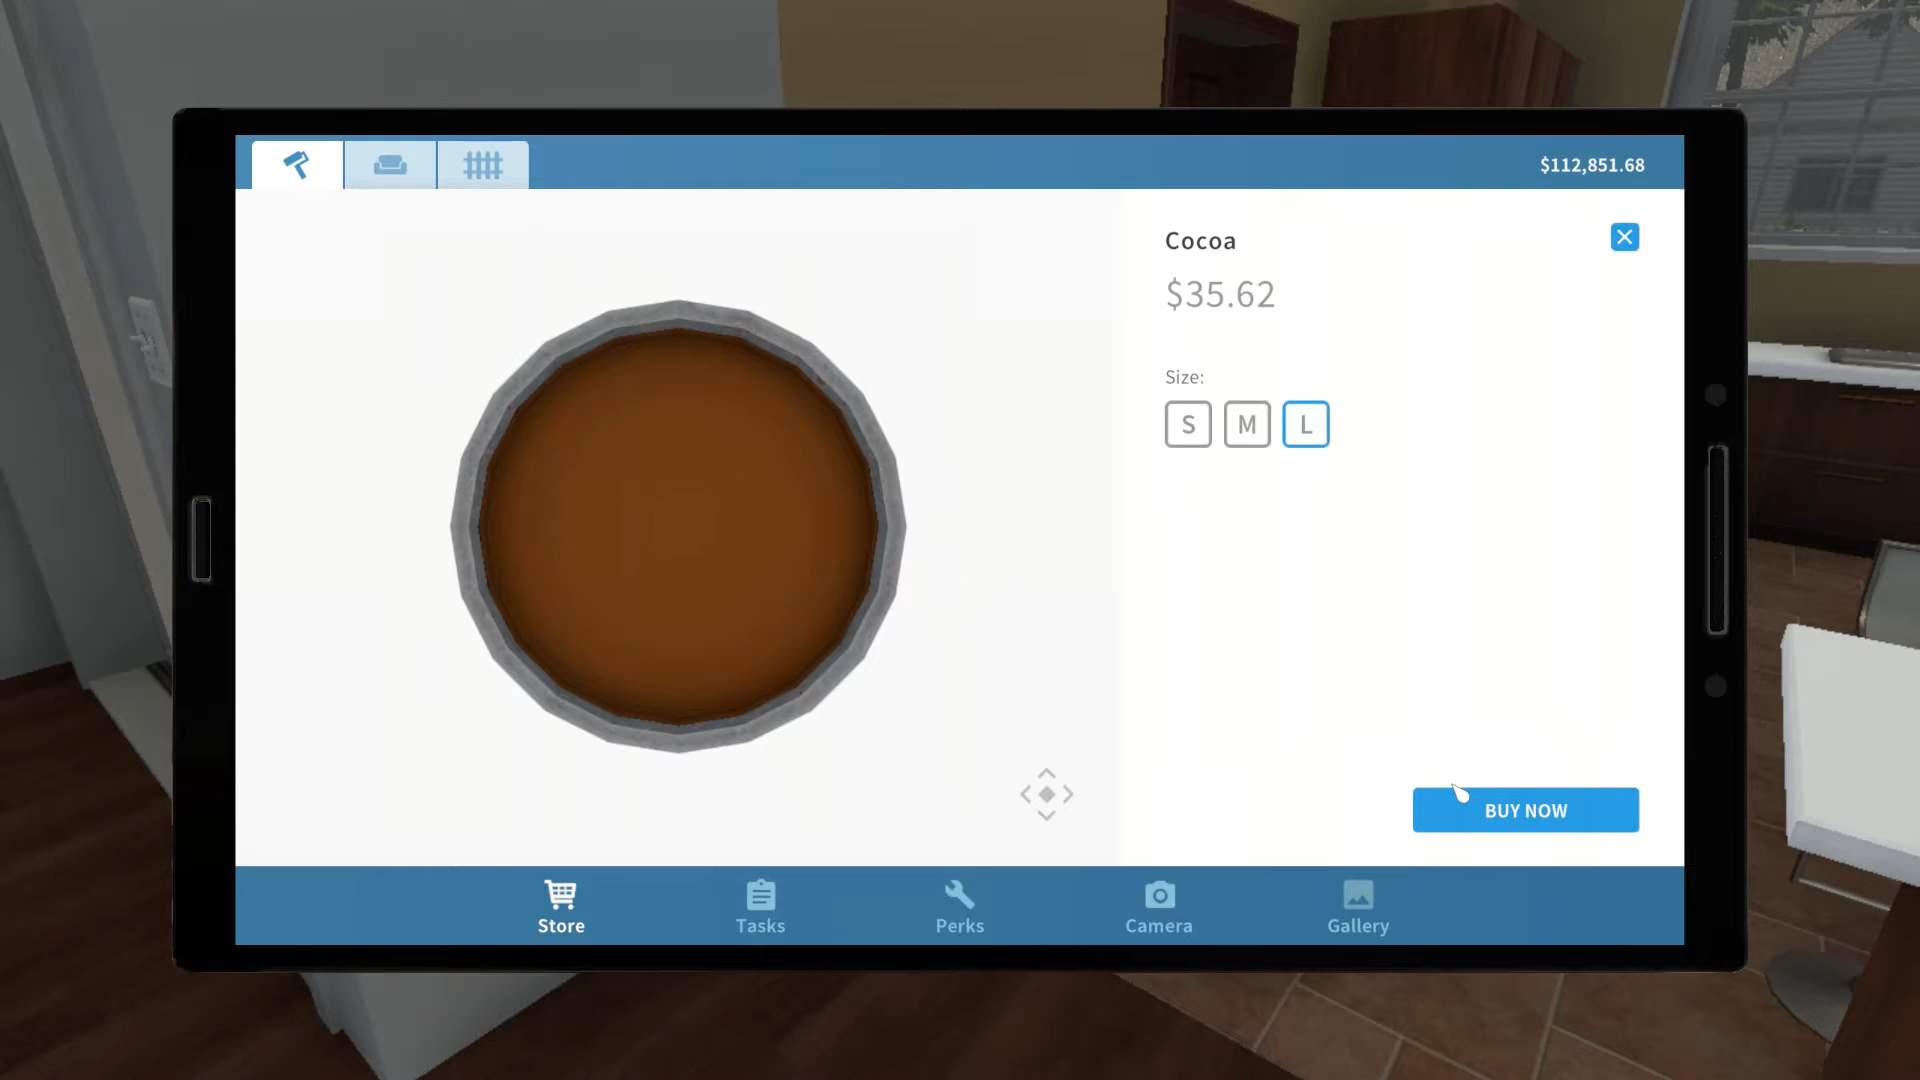 $112,851.68
Cocoa
$35.62
Size:
S M L
BUY NOW
Store Tasks Perks Camera Gallery